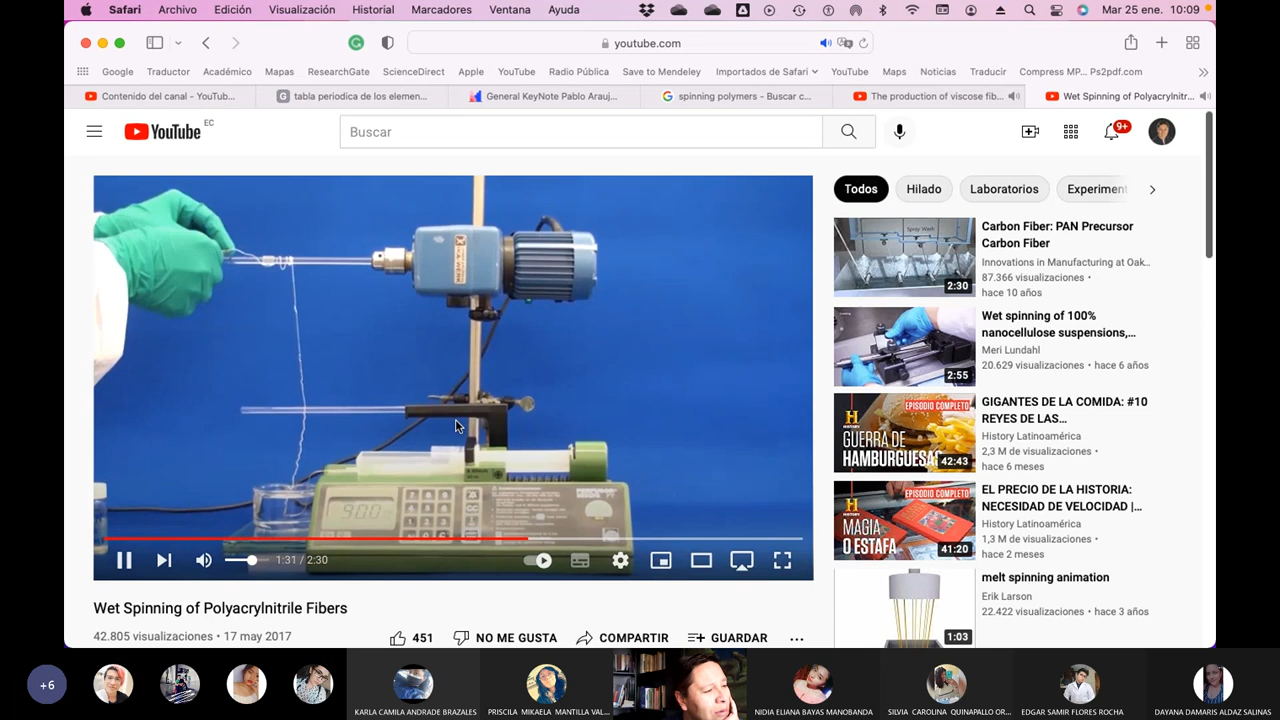 Safari Archivo Edición Visualización Historial Marcadores Ventana Ayuda Mar 25 ene. 10:09
youtube.com
Google Traductor Académico Mapas ResearchGate ScienceDirect Apple YouTube Radio Pública Save to Mendeley Importados de Safari YouTube Maps Noticias Traducir Compress MP... Ps2pdf.com
Contenido del canal - YouTub... tabla periodica de los elemen... General KeyNote Pablo Arauj... spinning polymers - Buscar c... The production of viscose fib... Wet Spinning of Polyacrylnitr...
YouTube EC
Buscar
9+
Todos Hilado Laboratorios Experiment
Carbon Fiber: PAN Precursor
Carbon Fiber
Innovations in Manufacturing at Oak...
87.366 visualizaciones •
hace 10 años
Spray Wash
2:30
Wet spinning of 100%
nanocellulose suspensions,...
Meri Lundahl
20.629 visualizaciones • hace 6 años
2:55
GIGANTES DE LA COMIDA: #10
REYES DE LAS...
History Latinoamérica
2,3 M de visualizaciones •
hace 6 meses
EPISODIO COMPLETO
H
GUERRA DE
HAMBURGUESAS
42:43
EL PRECIO DE LA HISTORIA:
NECESIDAD DE VELOCIDAD |...
History Latinoamérica
1,3 M de visualizaciones •
hace 2 meses
EPISODIO COMPLETO
H
MAGIA
O ESTAFA
41:20
melt spinning animation
Erik Larson
22.422 visualizaciones • hace 3 años
1:03
900
1:31 / 2:30
Wet Spinning of Polyacrylnitrile Fibers
42.805 visualizaciones • 17 may 2017
451 NO ME GUSTA COMPARTIR GUARDAR ...
+6
KARLA CAMILA ANDRADE BRAZALES PRISCILA MIKAELA MANTILLA VAL... NIDIA ELIANA BAYAS MANOBANDA SILVIA CAROLINA QUINAPALLO OR... EDGAR SAMIR FLORES ROCHA DAYANA DAMARIS ALDAZ SALINAS